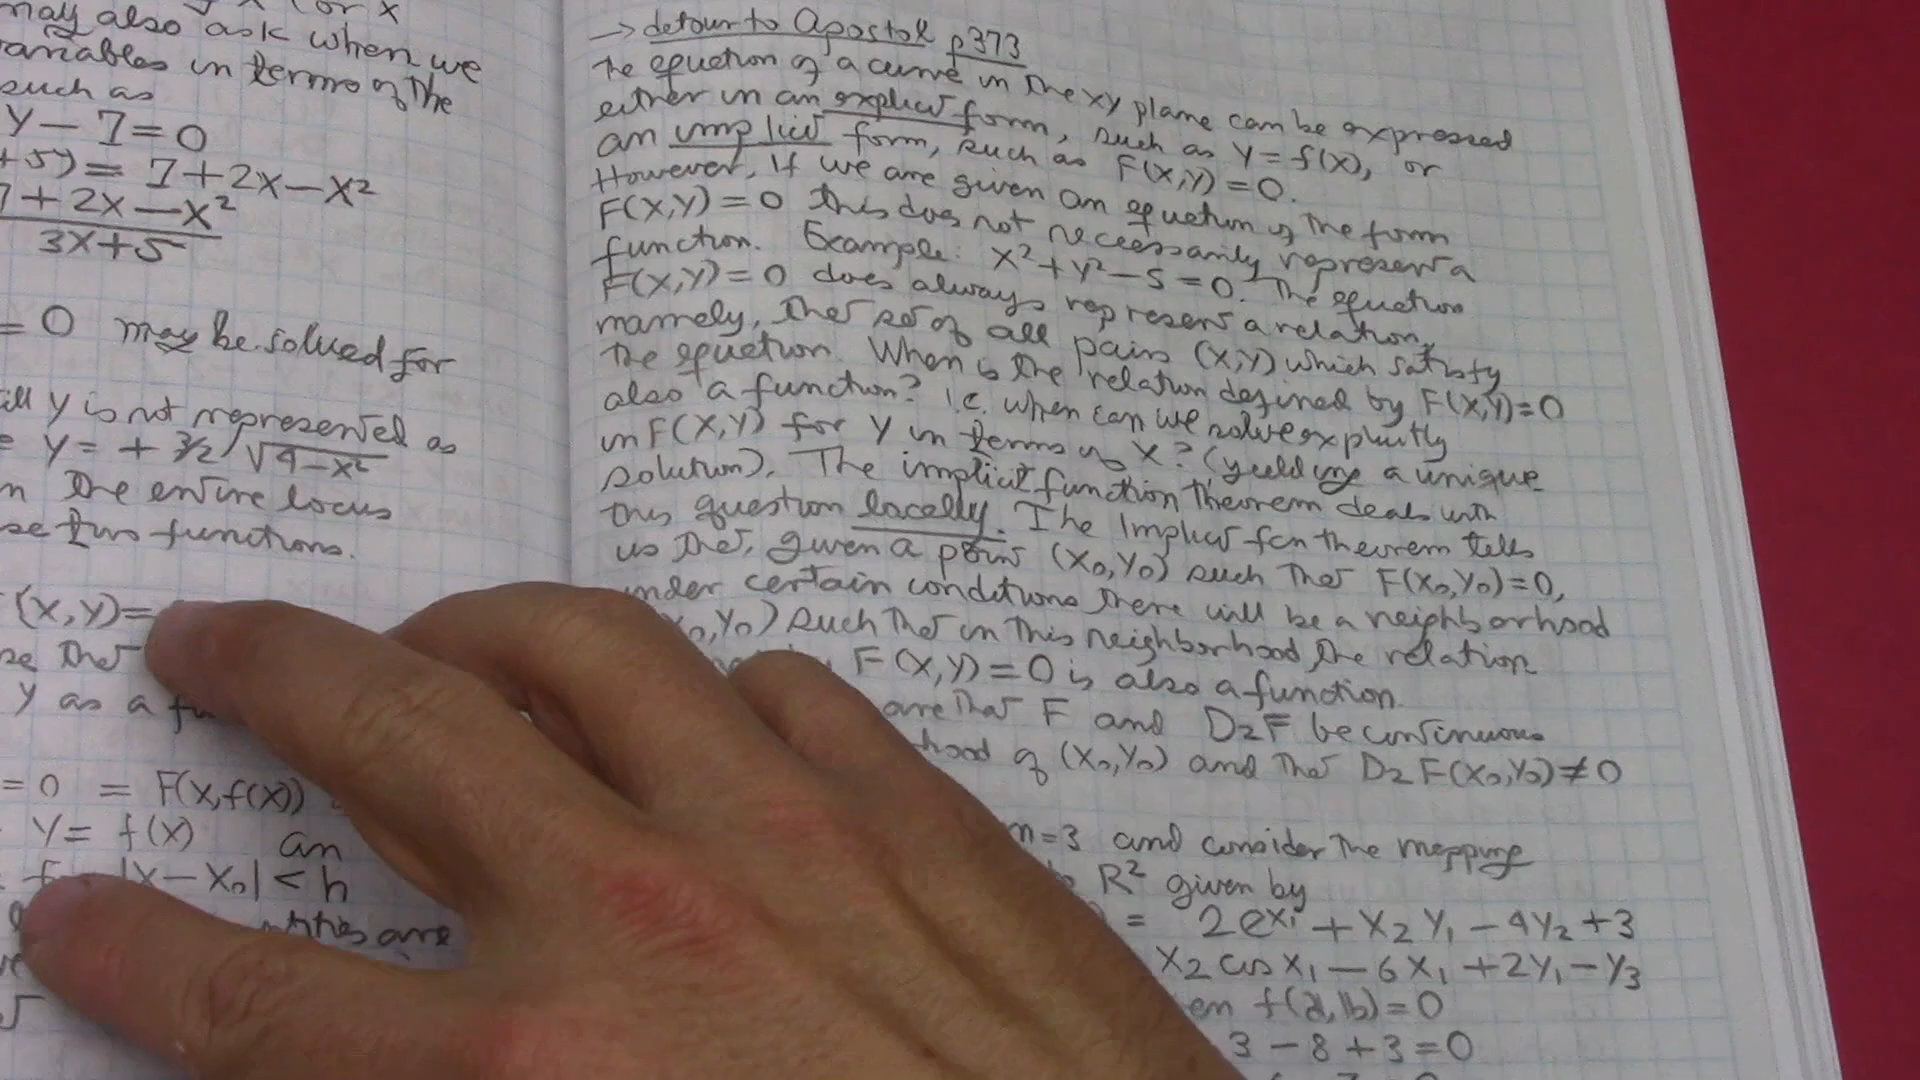 may also ask when we
variables in terms of the
such as
y - 7 = 0
+ 5y) = 7 + 2x - x²
7 + 2x - x²
3x + 5
= 0 may be solved for
ill y is not represented as
y = + 3/2 √4 - x²
n the entire locus
se two functions.
(x, y) =
se that
y as a fu
= 0 = F(x, f(x))
y = f(x) an
|x - x₀| < h
tities are
→ detour to Apostol p373
The equation of a curve in the xy plane can be expressed
either in an explicit form, such as y = f(x), or
an implicit form, such as F(x, y) = 0.
However, if we are given an equation of the form
F(x, y) = 0 this does not necessarily represent a
function. Example: x² + y² - 5 = 0. The equation
F(x, y) = 0 does always represent a relation,
namely, that set of all pairs (x, y) which satisfy
the equation. When is the relation defined by F(x, y) = 0
also a function? i.e. when can we solve explicitly
in F(x, y) for y in terms of x? (yielding a unique
solution). The implicit function theorem deals with
this question locally. The implicit fcn theorem tells
us that, given a point (x₀, y₀) such that F(x₀, y₀) = 0,
under certain conditions there will be a neighborhood
x₀, y₀) such that in this neighborhood the relation
F(x, y) = 0 is also a function.
are that F and D₂F be continuous
hood of (x₀, y₀) and that D₂F(x₀, y₀) ≠ 0
m = 3 and consider the mapping
R² given by
= 2e^x₁ + x₂y₁ - 4y₂ + 3
x₂ cos x₁ - 6x₁ + 2y₁ - y₃
en f(a, b) = 0
3 - 8 + 3 = 0